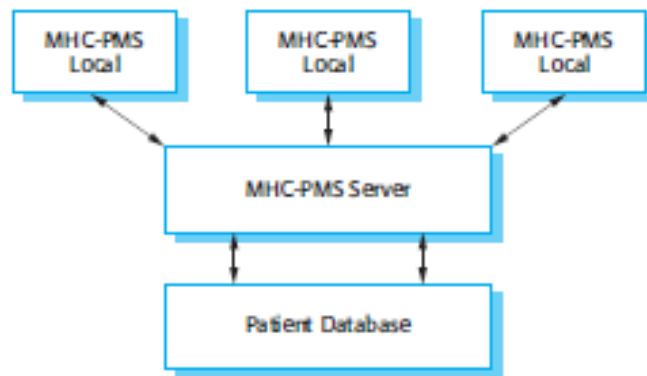 MHC-PMS
Local
MHC-PMS
Local
MHC-PMS
Local
MHC-PMS Server
Patient Database